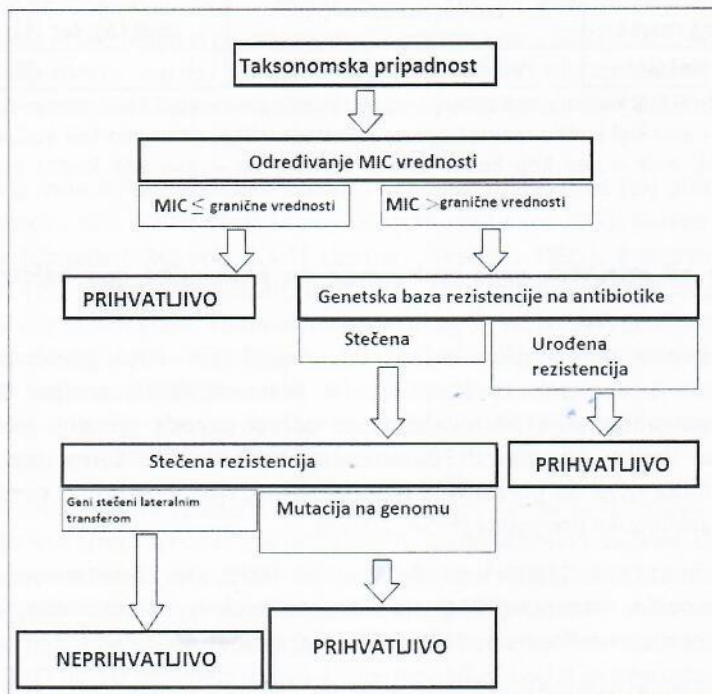 Taksonomska pripadnost
Određivanje MIC vrednosti
MIC ≤ granične vrednosti
MIC > granične vrednosti
PRIHVATLJIVO
Genetska baza rezistencije na antibiotike
Stečena
Urođena
rezistencija
PRIHVATLJIVO
Stečena rezistencija
Geni stečeni lateralnim
transferom
Mutacija na genomu
NEPRIHVATLJIVO
PRIHVATLJIVO